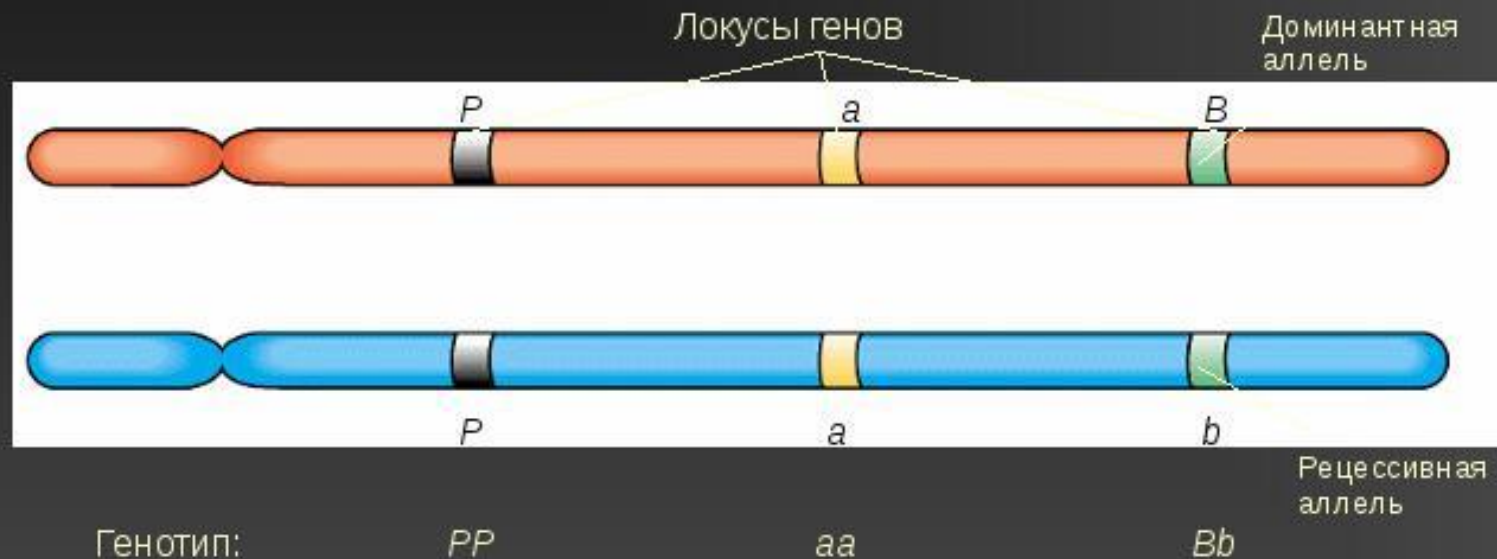 Локусы генов
Доминантная
аллель
P a B
P a b
Рецессивная
аллель
Генотип: PP aa Bb